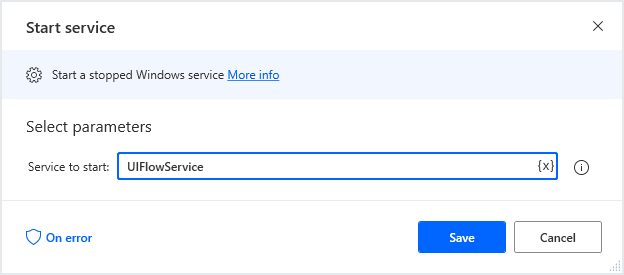 Start service
Start a stopped Windows service More info
Select parameters
Service to start: UIFlowService {x}
On error Save Cancel